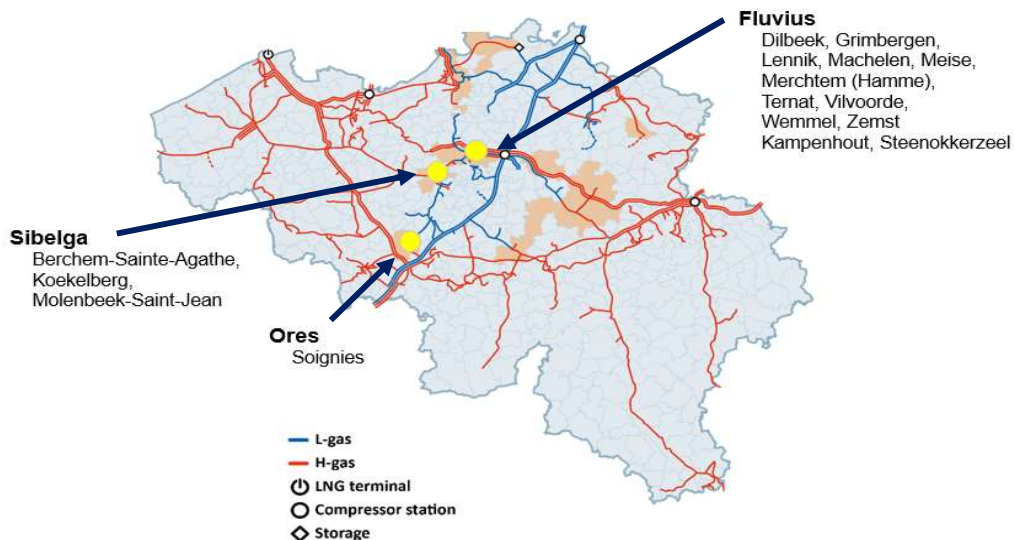 Fluvius
Dilbeek, Grimbergen,
Lennik, Machelen, Meise,
Merchtem (Hamme),
Ternat, Vilvoorde,
Wemmel, Zemst
Kampenhout, Steenokkerzeel
Sibelga
Berchem-Sainte-Agathe,
Koekelberg,
Molenbeek-Saint-Jean
Ores
Soignies
L-gas
H-gas
LNG terminal
Compressor station
Storage